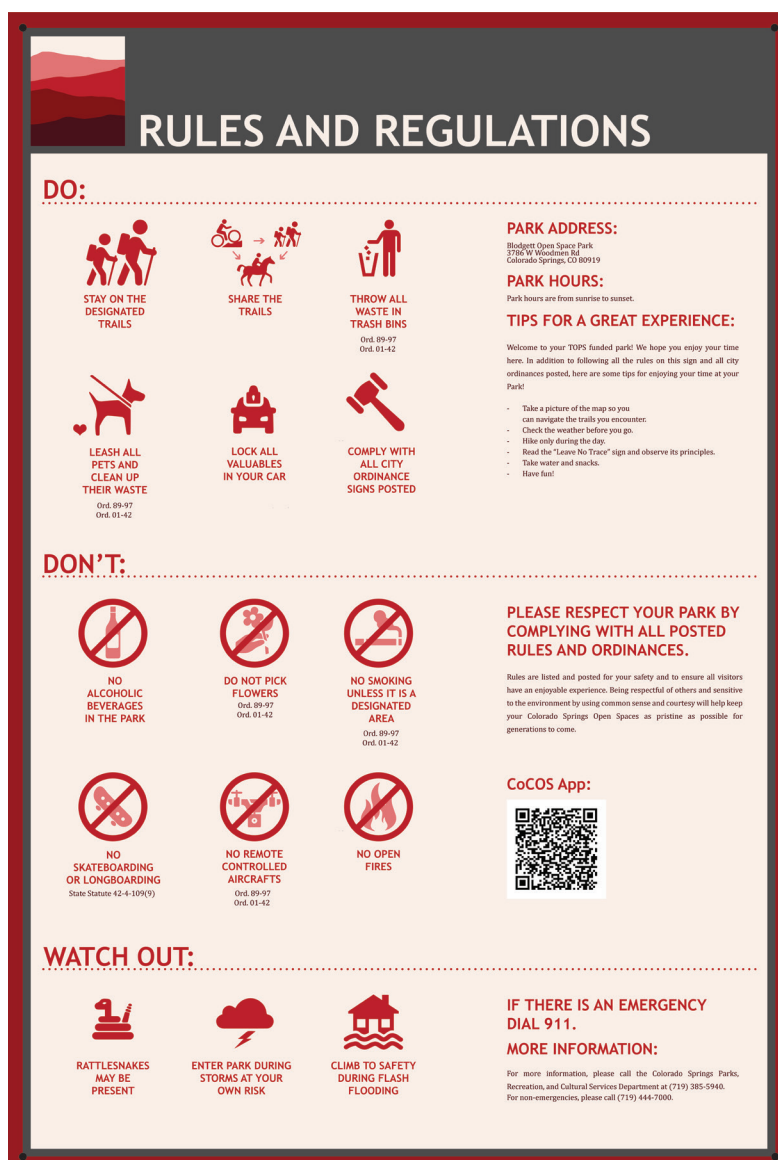 RULES AND REGULATIONS
DO:
STAY ON THE
DESIGNATED
TRAILS
SHARE THE
TRAILS
THROW ALL
WASTE IN
TRASH BINS
Ord. 89-97
Ord. 01-42
LEASH ALL
PETS AND
CLEAN UP
THEIR WASTE
Ord. 89-97
Ord. 01-42
LOCK ALL
VALUABLES
IN YOUR CAR
COMPLY WITH
ALL CITY
ORDINANCE
SIGNS POSTED
PARK ADDRESS:
Blodgett Open Space Park
3786 W Woodmen Rd
Colorado Springs, CO 80919
PARK HOURS:
Park hours are from sunrise to sunset.
TIPS FOR A GREAT EXPERIENCE:
Welcome to your TOPS funded park! We hope you enjoy your time
here. In addition to following all the rules on this sign and all city
ordinances posted, here are some tips for enjoying your time at your
Park!
- Take a picture of the map so you
can navigate the trails you encounter.
- Check the weather before you go.
- Hike only during the day.
- Read the "Leave No Trace" sign and observe its principles.
- Take water and snacks.
- Have fun!
DON'T:
NO
ALCOHOLIC
BEVERAGES
IN THE PARK
DO NOT PICK
FLOWERS
Ord. 89-97
Ord. 01-42
NO SMOKING
UNLESS IT IS A
DESIGNATED
AREA
Ord. 89-97
Ord. 01-42
NO
SKATEBOARDING
OR LONGBOARDING
State Statute 42-4-109(9)
NO REMOTE
CONTROLLED
AIRCRAFTS
Ord. 89-97
Ord. 01-42
NO OPEN
FIRES
PLEASE RESPECT YOUR PARK BY
COMPLYING WITH ALL POSTED
RULES AND ORDINANCES.
Rules are listed and posted for your safety and to ensure all visitors
have an enjoyable experience. Being respectful of others and sensitive
to the environment by using common sense and courtesy will help keep
your Colorado Springs Open Spaces as pristine as possible for
generations to come.
CoCOS App:
WATCH OUT:
RATTLESNAKES
MAY BE
PRESENT
ENTER PARK DURING
STORMS AT YOUR
OWN RISK
CLIMB TO SAFETY
DURING FLASH
FLOODING
IF THERE IS AN EMERGENCY
DIAL 911.
MORE INFORMATION:
For more information, please call the Colorado Springs Parks,
Recreation, and Cultural Services Department at (719) 385-5940.
For non-emergencies, please call (719) 444-7000.